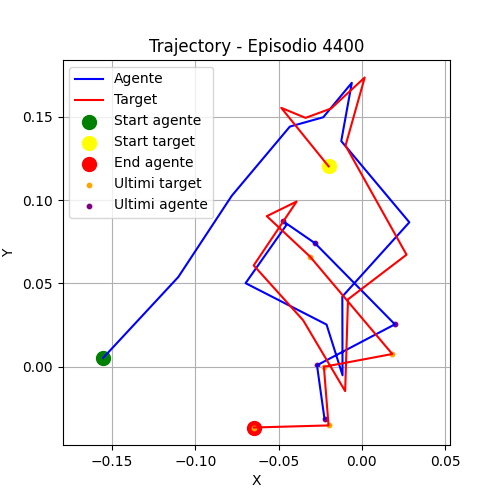 Trajectory - Episodio 4400
Agente
Target
Start agente
Start target
End agente
Ultimi target
Ultimi agente
Y
0.15
0.10
0.05
0.00
−0.15
−0.10
−0.05
0.00
0.05
X